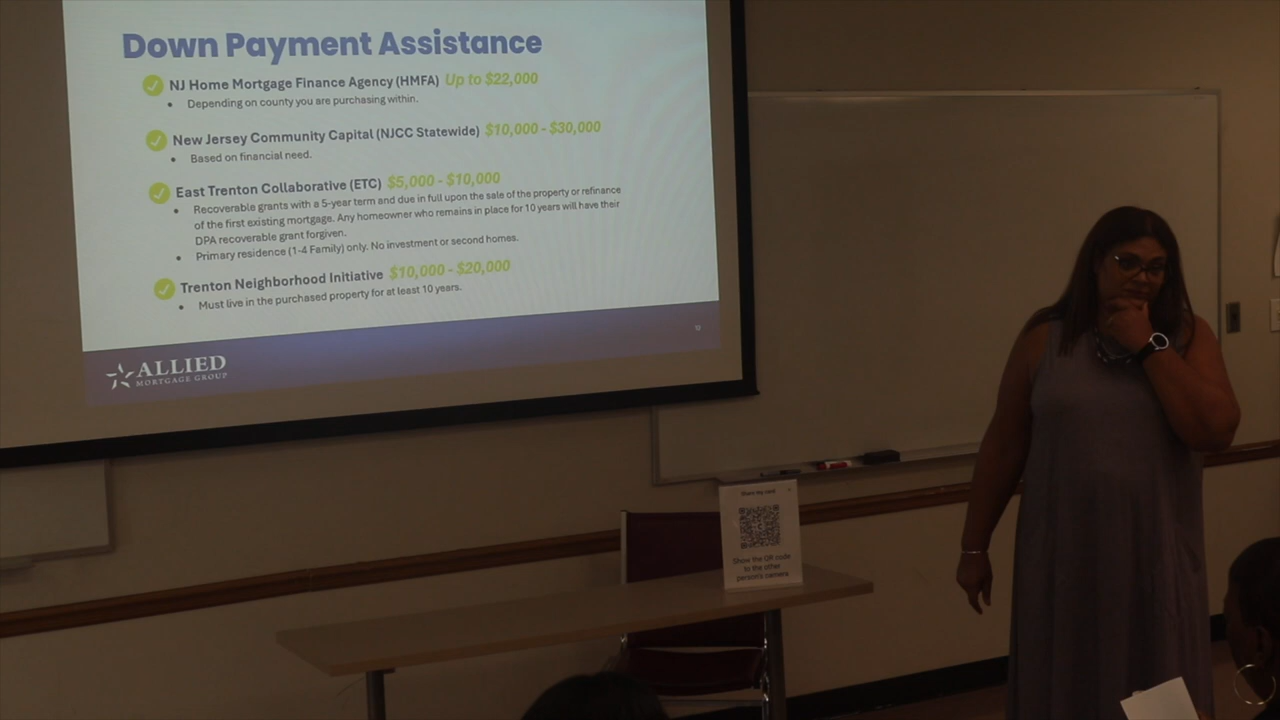 Down Payment Assistance
NJ Home Mortgage Finance Agency (HMFA) Up to $22,000
• Depending on county you are purchasing within.
New Jersey Community Capital (NJCC Statewide) $10,000 - $30,000
• Based on financial need.
East Trenton Collaborative (ETC) $5,000 - $10,000
• Recoverable grants with a 5-year term and due in full upon the sale of the property or refinance
of the first existing mortgage. Any homeowner who remains in place for 10 years will have their
DPA recoverable grant forgiven.
• Primary residence (1-4 Family) only. No investment or second homes.
Trenton Neighborhood Initiative $10,000 - $20,000
• Must live in the purchased property for at least 10 years.
ALLIED
MORTGAGE GROUP
Share my card
Show the QR code
to the other
person's camera